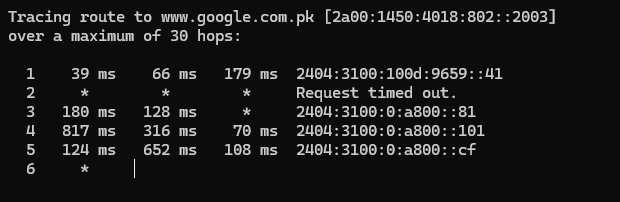 Tracing route to www.google.com.pk [2a00:1450:4018:802::2003]
over a maximum of 30 hops:
1 39 ms 66 ms 179 ms 2404:3100:100d:9659::41
2 * * * Request timed out.
3 180 ms 128 ms * 2404:3100:0:a800::81
4 817 ms 316 ms 70 ms 2404:3100:0:a800::101
5 124 ms 652 ms 108 ms 2404:3100:0:a800::cf
6 *